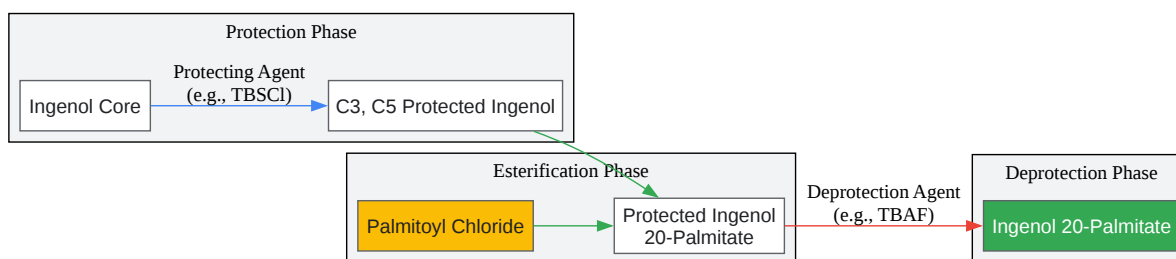 Protection Phase
Protecting Agent
(e.g., TBSCl)
Ingenol Core
C3, C5 Protected Ingenol
Esterification Phase
Palmitoyl Chloride
Protected Ingenol
20-Palmitate
Deprotection Agent
(e.g., TBAF)
Deprotection Phase
Ingenol 20-Palmitate